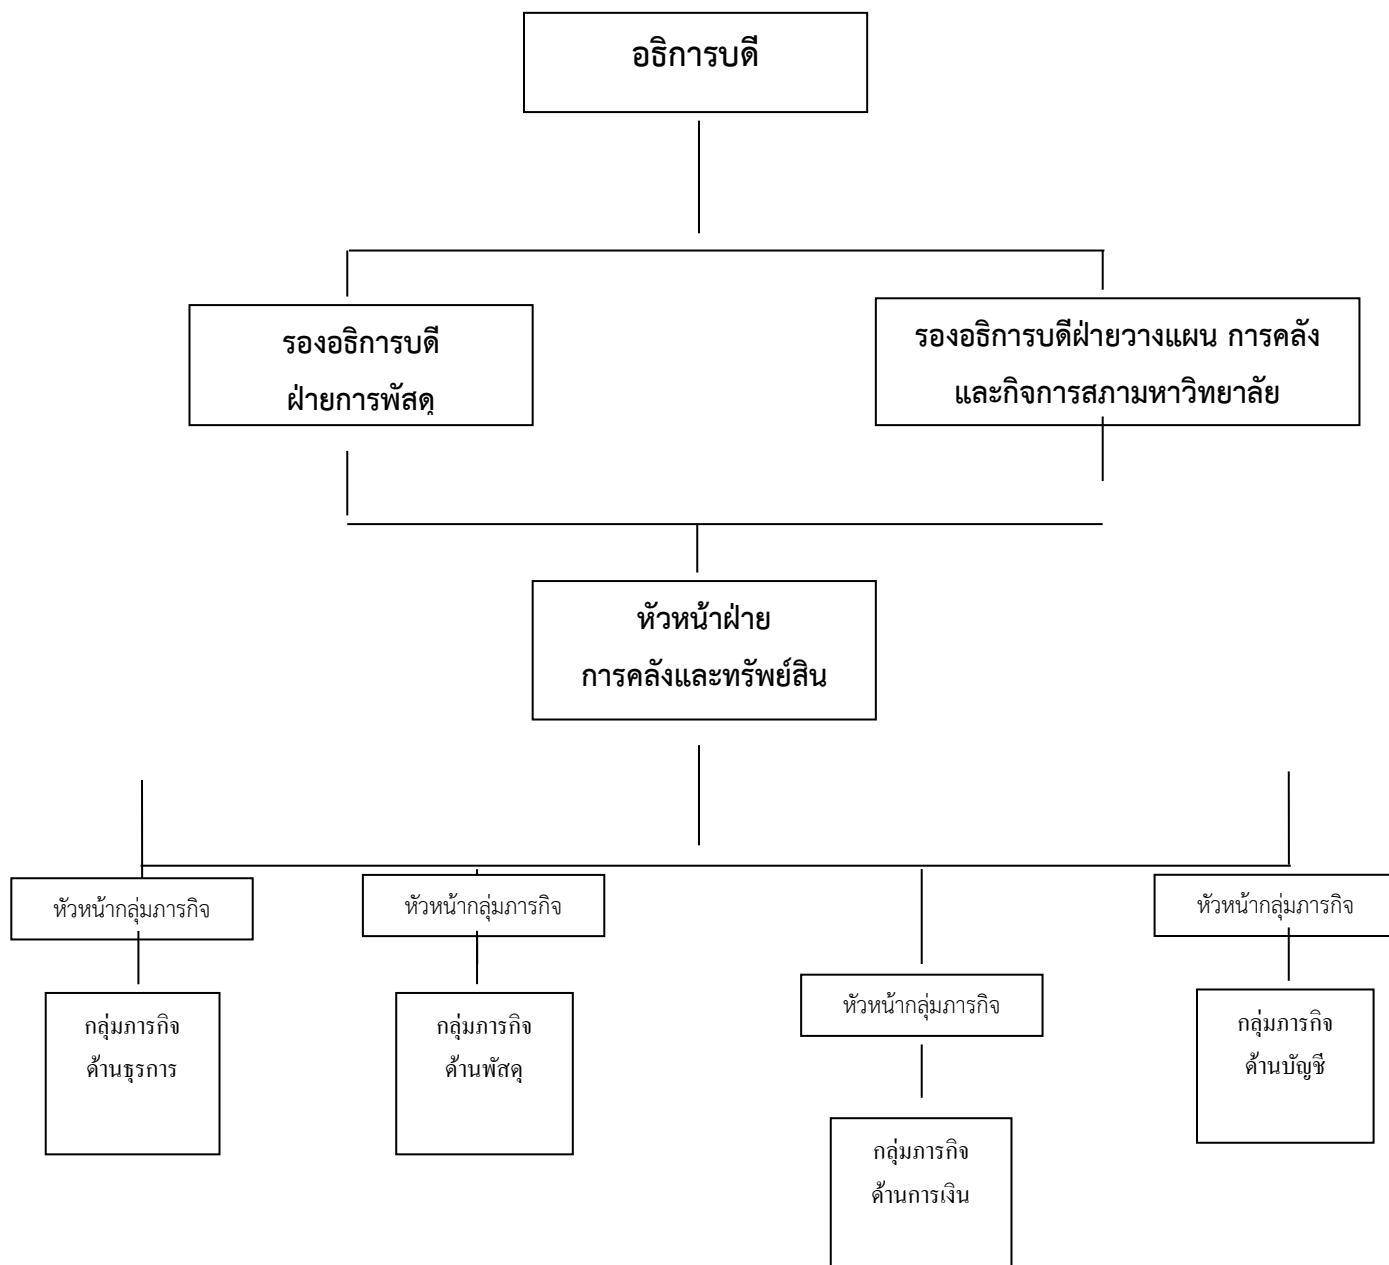 อธิการบดี
รองอธิการบดี
ฝ่ายการพัสดุ
รองอธิการบดีฝ่ายวางแผน การคลัง
และกิจการสภามหาวิทยาลัย
หัวหน้าฝ่าย
การคลังและทรัพย์สิน
หัวหน้ากลุ่มภารกิจ
หัวหน้ากลุ่มภารกิจ
หัวหน้ากลุ่มภารกิจ
หัวหน้ากลุ่มภารกิจ
กลุ่มภารกิจ
ด้านธุรการ
กลุ่มภารกิจ
ด้านพัสดุ
กลุ่มภารกิจ
ด้านการเงิน
กลุ่มภารกิจ
ด้านบัญชี